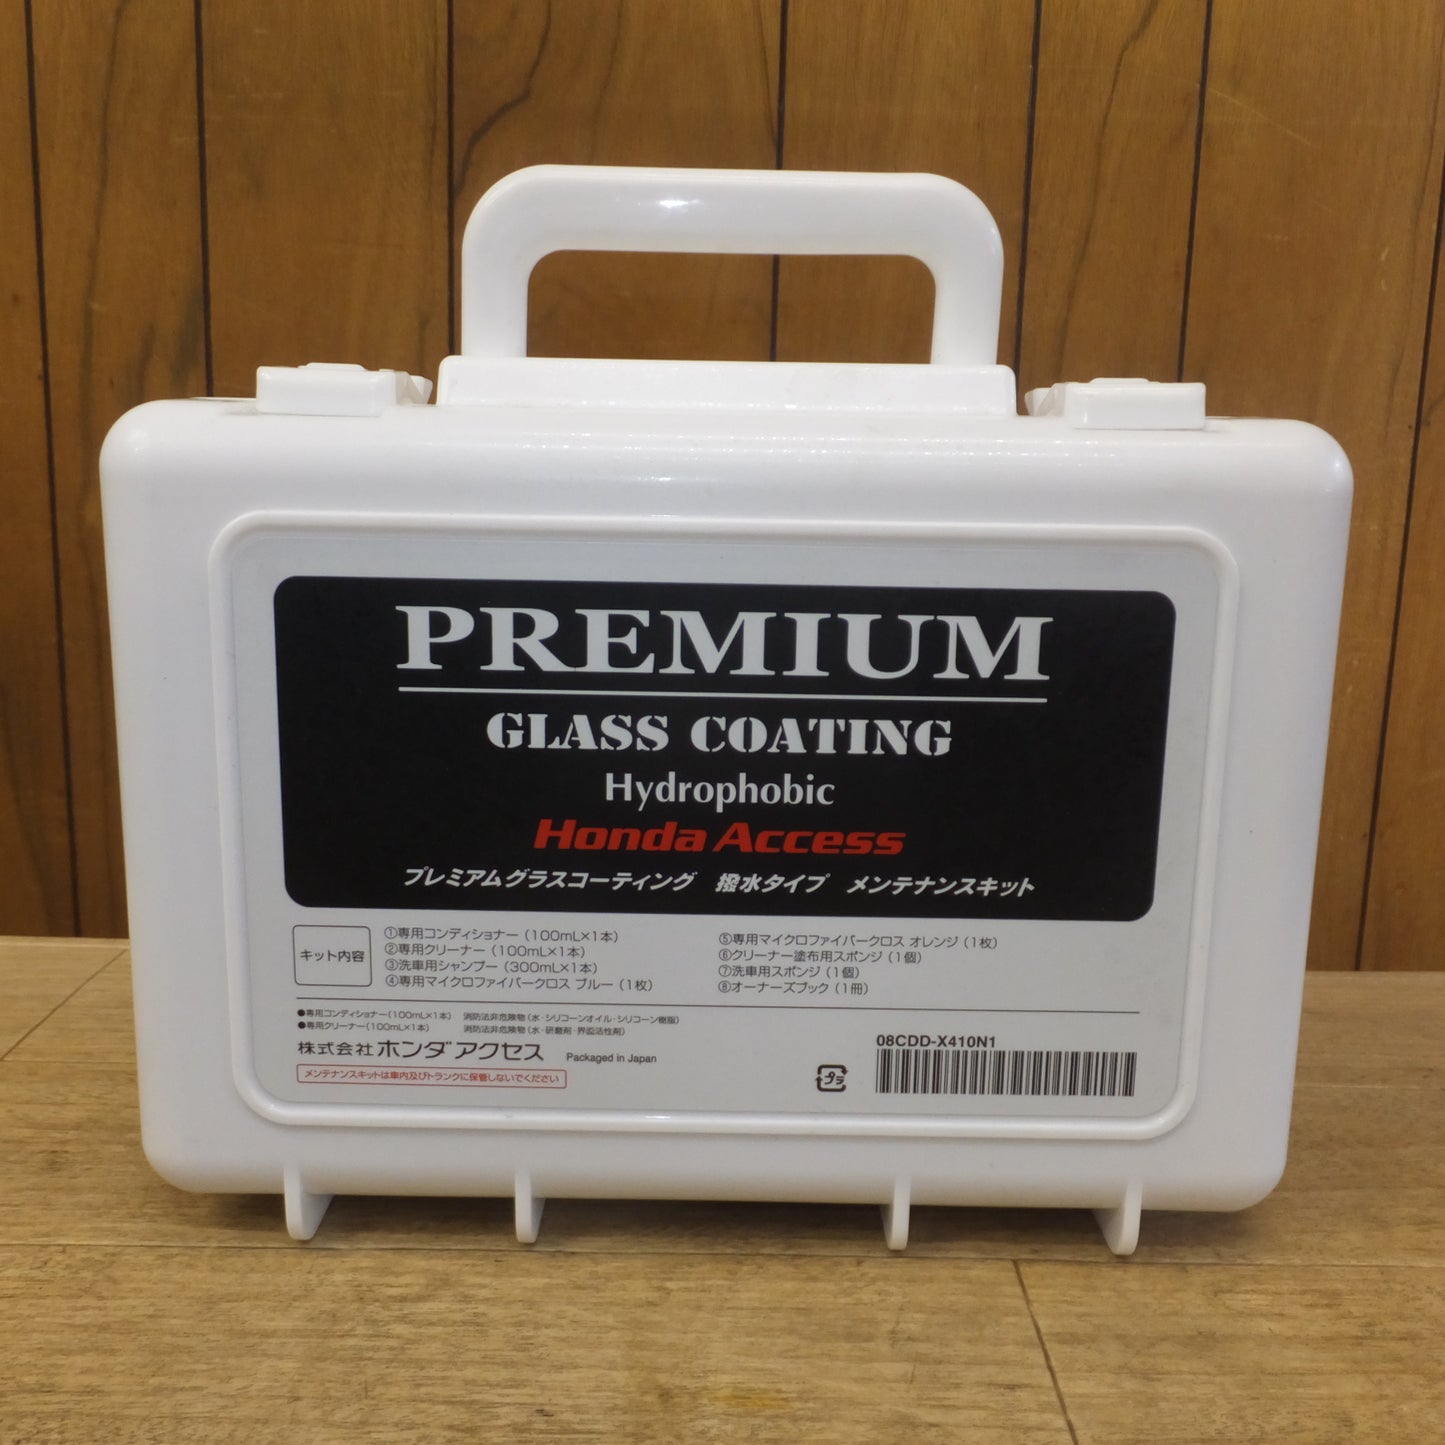 PREMIUM
GLASS COATING
Hydrophobic
Honda Access
プレミアムグラスコーティング 撥水タイプ メンテナンスキット
キット内容
①専用コンディショナー（100mL×1本）
②専用クリーナー（100mL×1本）
③洗車用シャンプー（300mL×1本）
④専用マイクロファイバークロス ブルー（1枚）
⑤専用マイクロファイバークロス オレンジ（1枚）
⑥クリーナー塗布用スポンジ（1個）
⑦洗車用スポンジ（1個）
⑧オーナーズブック（1冊）
●専用コンディショナー（100mL×1本） 消防法非危険物（水・シリコーンオイル・シリコーン樹脂）
●専用クリーナー（100mL×1本） 消防法非危険物（水・研磨剤・界面活性剤）
株式会社 ホンダアクセス Packaged in Japan
メンテナンスキットは車内及びトランクに保管しないでください
プラ
08CDD-X410N1